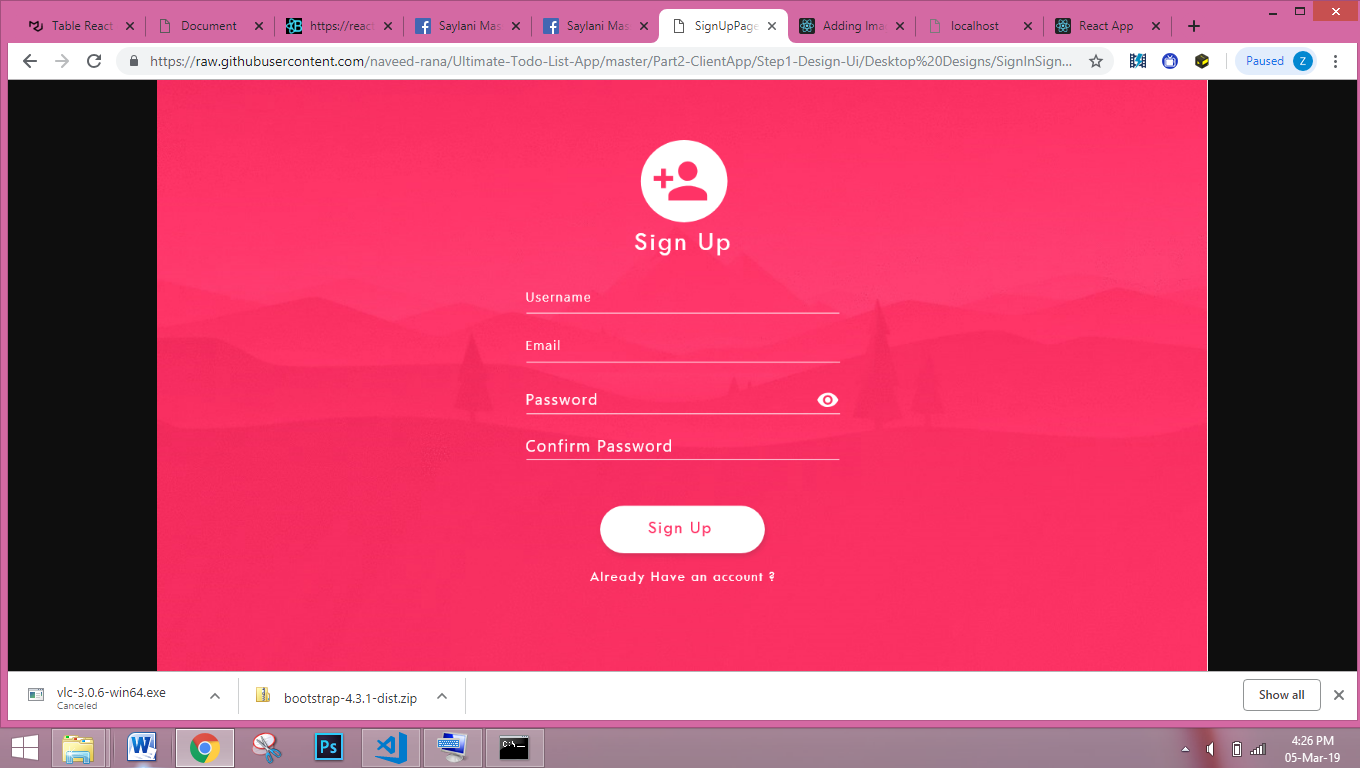 Table React
Document
https://react
Saylani Mas
Saylani Mas
SignUpPage
Adding Ima
localhost
React App
https://raw.githubusercontent.com/naveed-rana/Ultimate-Todo-List-App/master/Part2-ClientApp/Step1-Design-Ui/Desktop%20Designs/SignInSign...
Paused
Z
Sign Up
Username
Email
Password
Confirm Password
Sign Up
Already Have an account ?
vlc-3.0.6-win64.exe
Canceled
bootstrap-4.3.1-dist.zip
Show all
W
Ps
C:\
4:26 PM
05-Mar-19